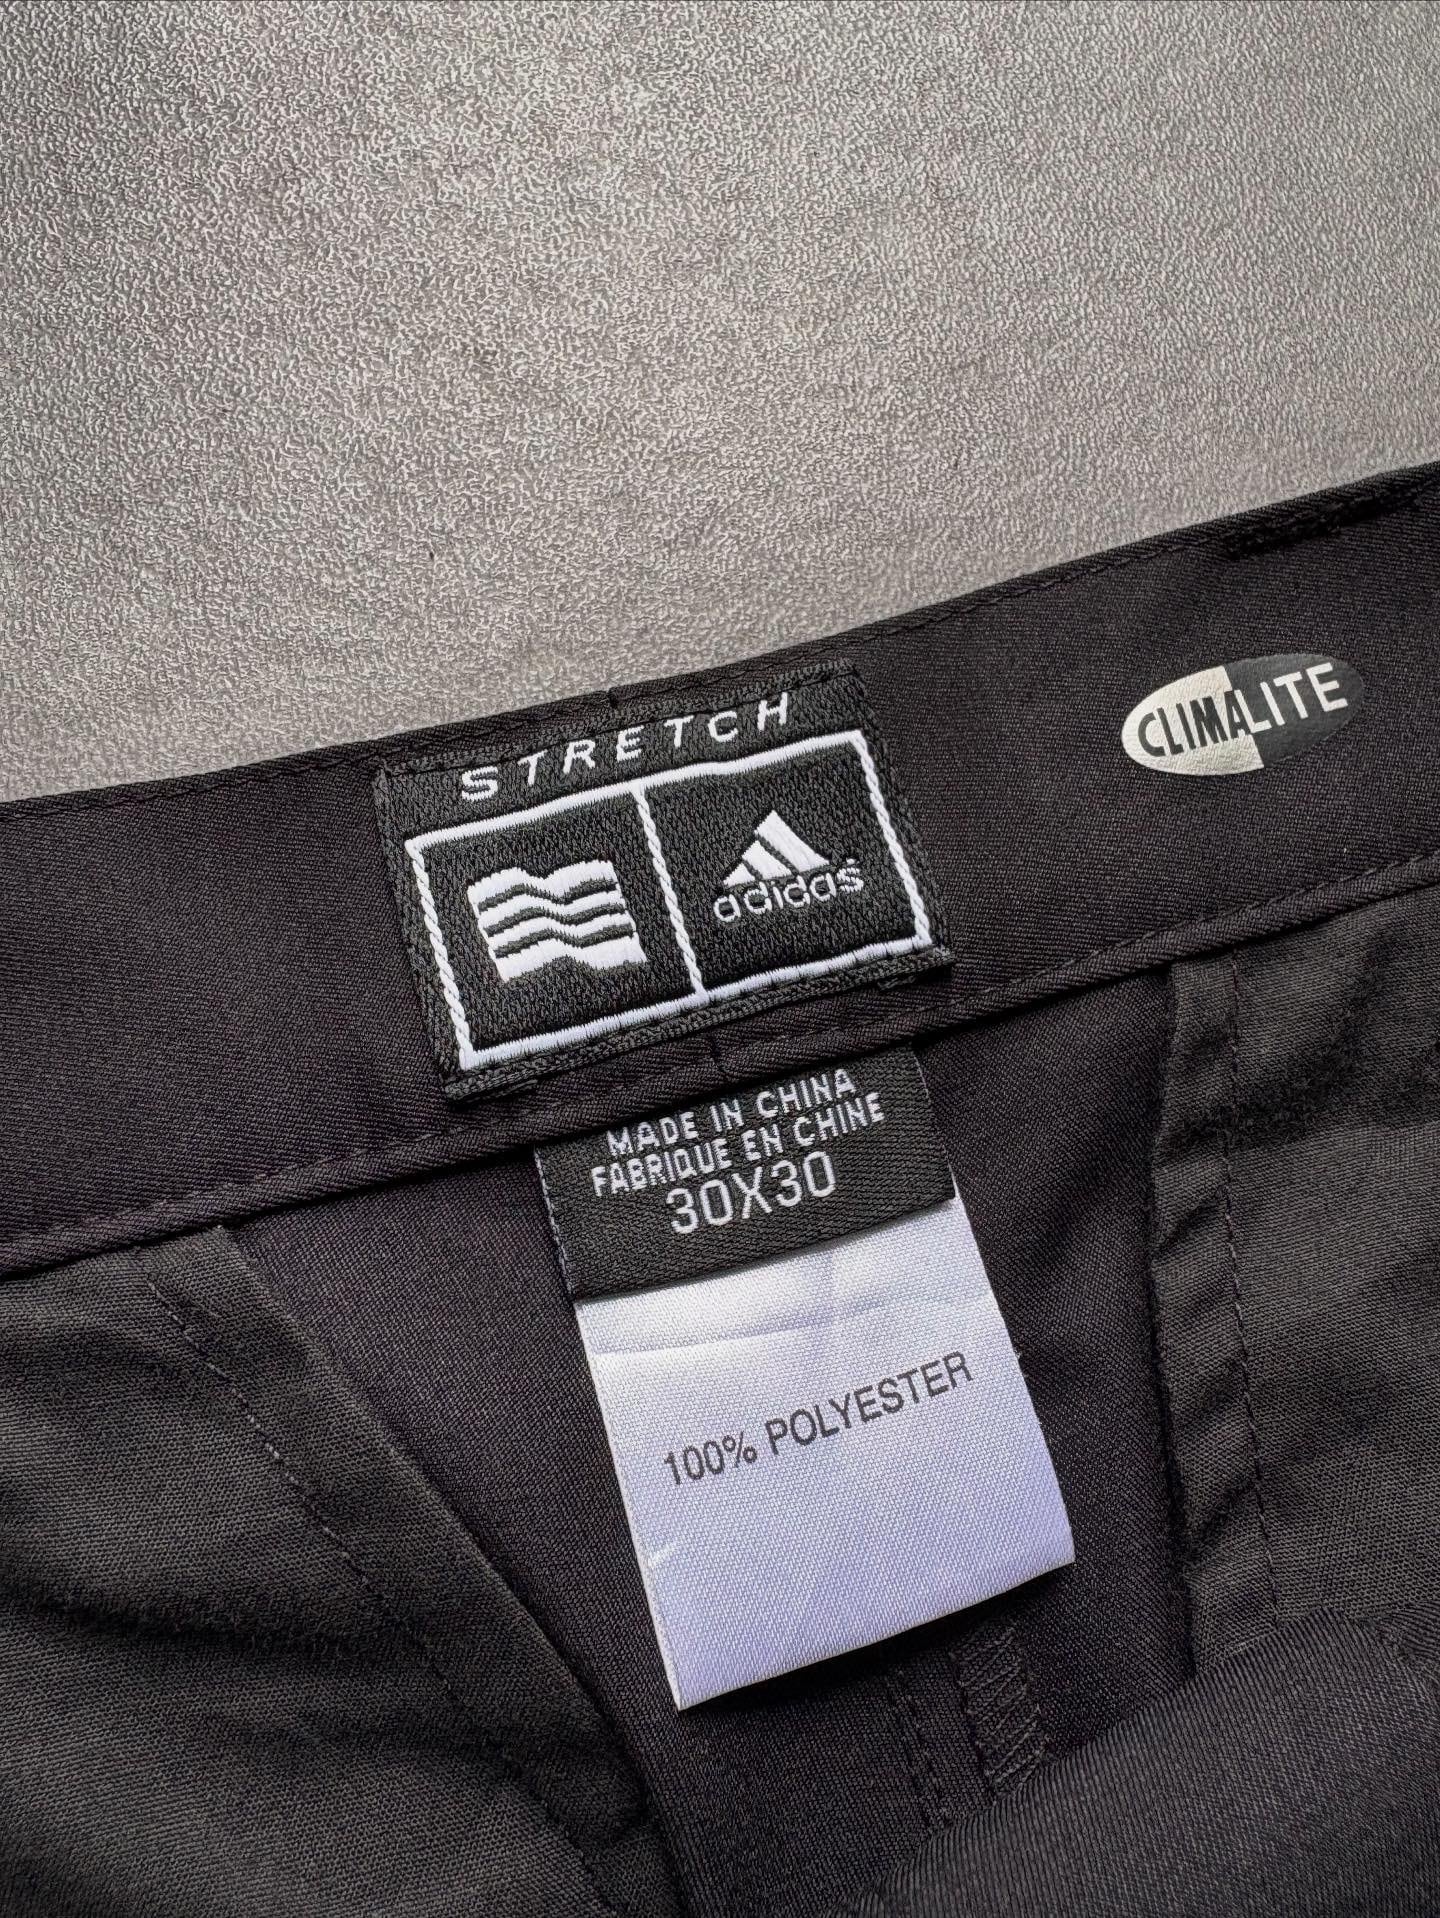 STRETCH
adidas
CLIMALITE
MADE IN CHINA
FABRIQUE EN CHINE
30X30
100% POLYESTER